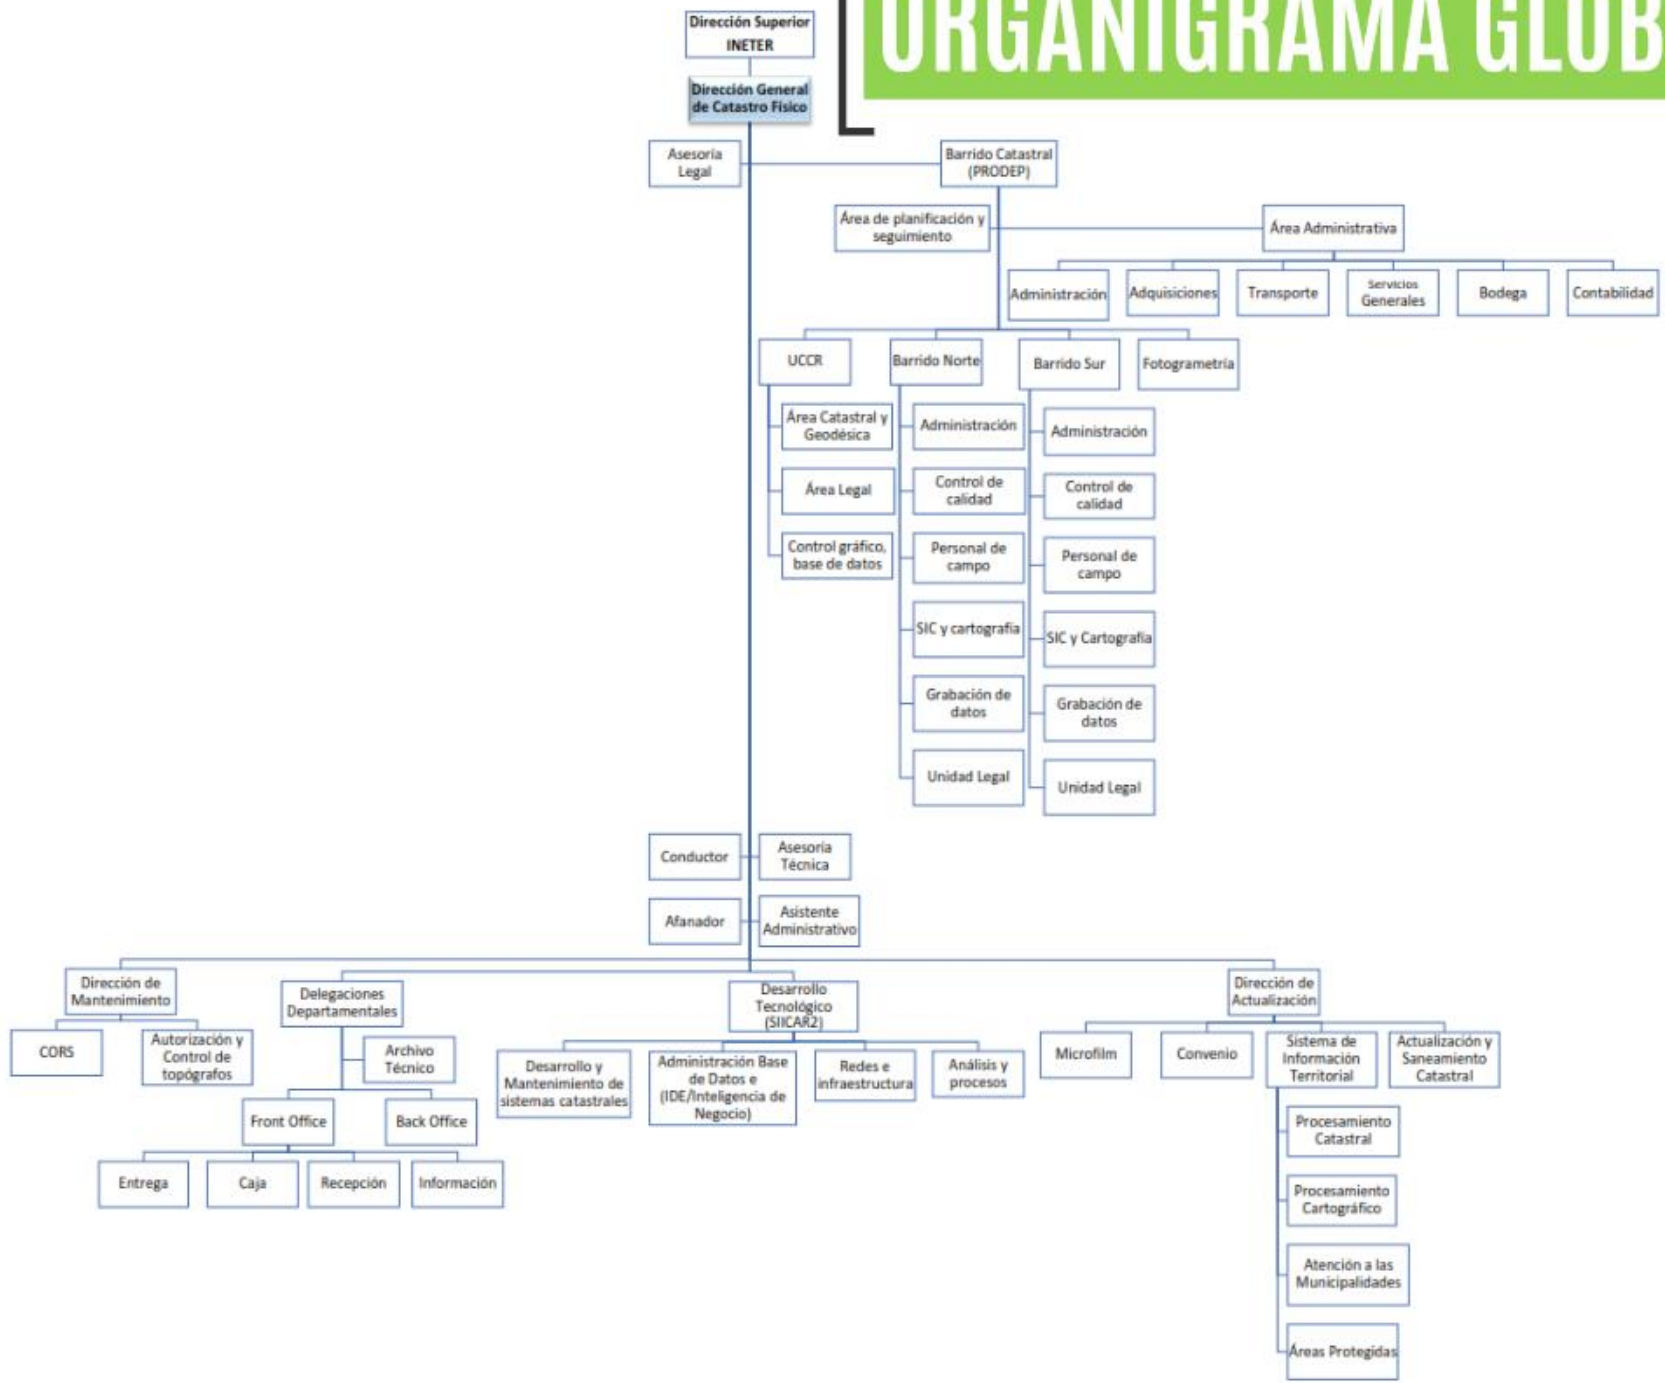 ORGANIGRAMA GLOB
Dirección Superior
INETER
Dirección General
de Catastro Físico
Asesoría
Legal
Barrido Catastral
(PRODEP)
Área de planificación y
seguimiento
Área Administrativa
Administración
Adquisiciones
Transporte
Servicios
Generales
Bodega
Contabilidad
UCCR
Barrido Norte
Barrido Sur
Fotogrametría
Área Catastral y
Geodésica
Área Legal
Control gráfico,
base de datos
Administración
Control de
calidad
Personal de
campo
SIC y cartografía
Grabación de
datos
Unidad Legal
Administración
Control de
calidad
Personal de
campo
SIC y Cartografía
Grabación de
datos
Unidad Legal
Conductor
Asesoría
Técnica
Afanador
Asistente
Administrativo
Dirección de
Mantenimiento
CORS
Autorización y
Control de
topógrafos
Delegaciones
Departamentales
Archivo
Técnico
Front Office
Back Office
Entrega
Caja
Recepción
Información
Desarrollo
Tecnológico
(SIICAR2)
Desarrollo y
Mantenimiento de
sistemas catastrales
Administración Base
de Datos e
(IDE/Inteligencia de
Negocio)
Redes e
infraestructura
Análisis y
procesos
Dirección de
Actualización
Microfilm
Convenio
Sistema de
Información
Territorial
Actualización y
Saneamiento
Catastral
Procesamiento
Catastral
Procesamiento
Cartográfico
Atención a las
Municipalidades
Áreas Protegidas